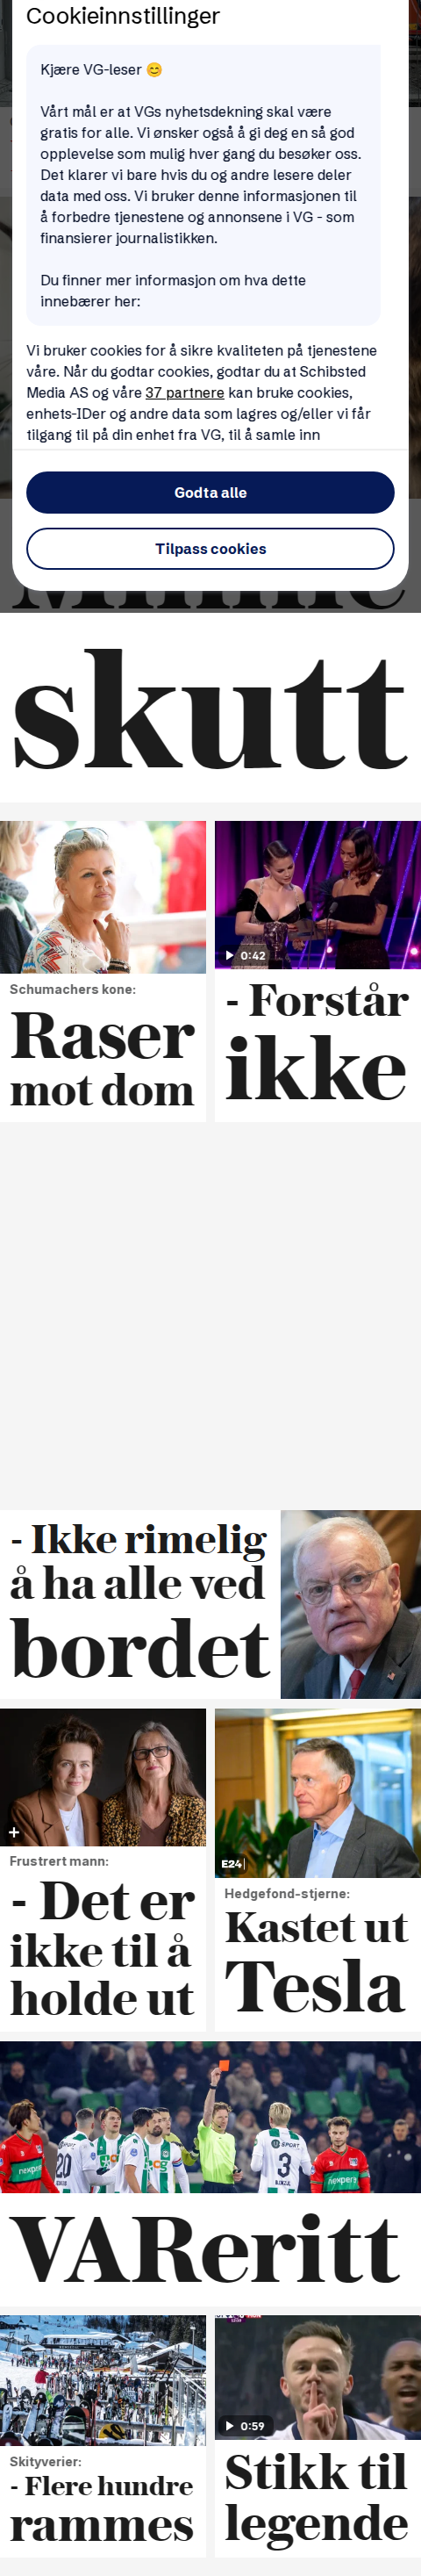 Cookieinnstillinger
Kjære VG-leser 😊
Vårt mål er at VGs nyhetsdekning skal være
gratis for alle. Vi ønsker også å gi deg en så god
opplevelse som mulig hver gang du besøker oss.
Det klarer vi bare hvis du og andre lesere deler
data med oss. Vi bruker denne informasjonen til
å forbedre tjenestene og annonsene i VG - som
finansierer journalistikken.
Du finner mer informasjon om hva dette
innebærer her:
Vi bruker cookies for å sikre kvaliteten på tjenestene
våre. Når du godtar cookies, godtar du at Schibsted
Media AS og våre 37 partnere kan bruke cookies,
enhets-IDer og andre data som lagres og/eller vi får
tilgang til på din enhet fra VG, til å samle inn
Godta alle
Tilpass cookies
skutt
0:42
Schumachers kone:
Raser
mot dom
- Forstår
ikke
- Ikke rimelig
å ha alle ved
bordet
E24
Frustrert mann:
- Det er
ikke til å
holde ut
Hedgefond-stjerne:
Kastet ut
Tesla
20
3
nexperi
VAReritt
0:59
Skityverier:
- Flere hundre
rammes
Stikk til
legende